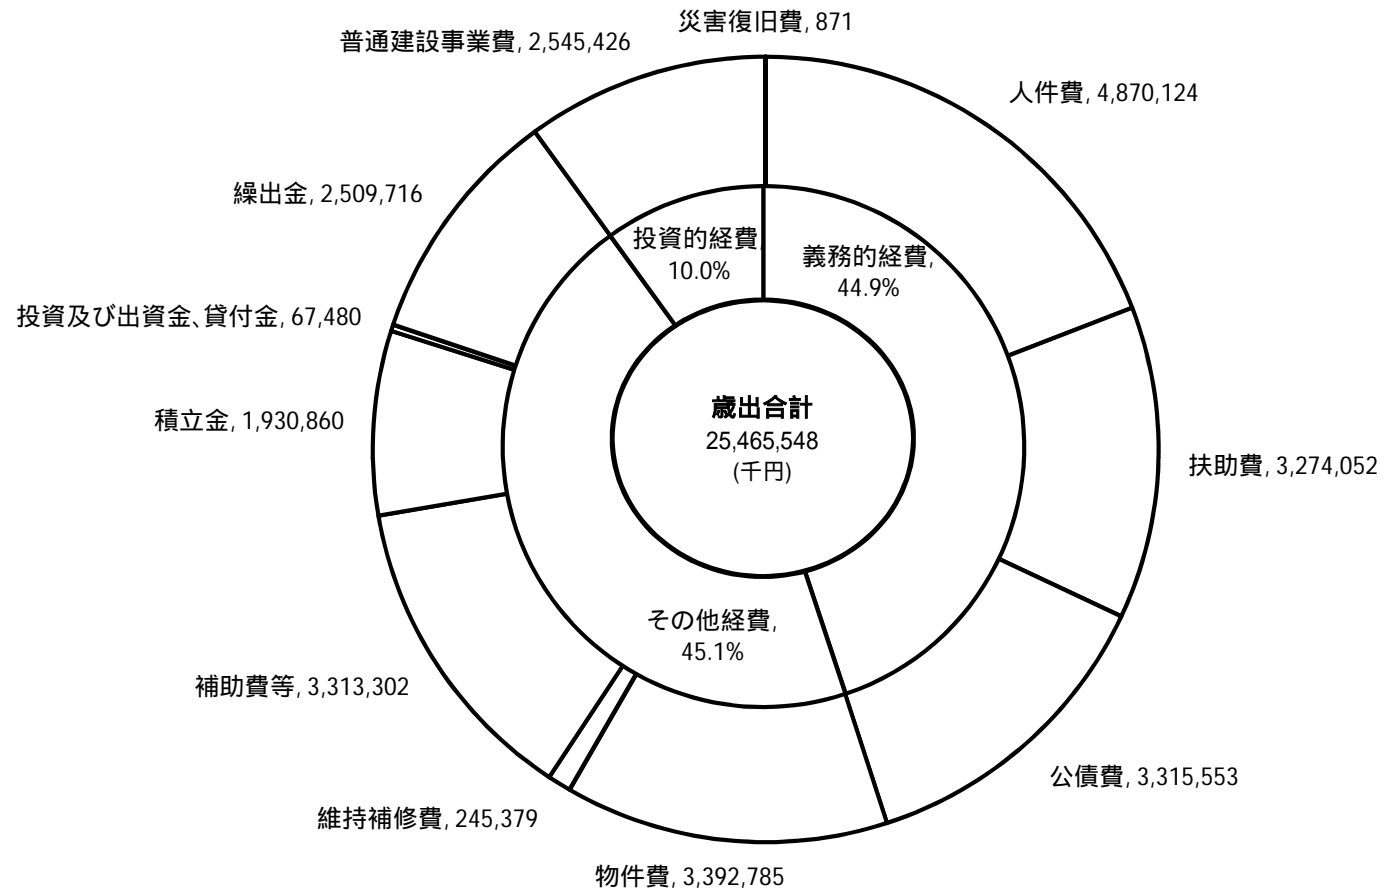 災害復旧費, 871
普通建設事業費, 2,545,426
人件費, 4,870,124
繰出金, 2,509,716
投資的経費,
10.0%
義務的経費,
44.9%
投資及び出資金、貸付金, 67,480
積立金, 1,930,860
歳出合計
25,465,548
(千円)
扶助費, 3,274,052
その他経費,
45.1%
補助費等, 3,313,302
公債費, 3,315,553
維持補修費, 245,379
物件費, 3,392,785